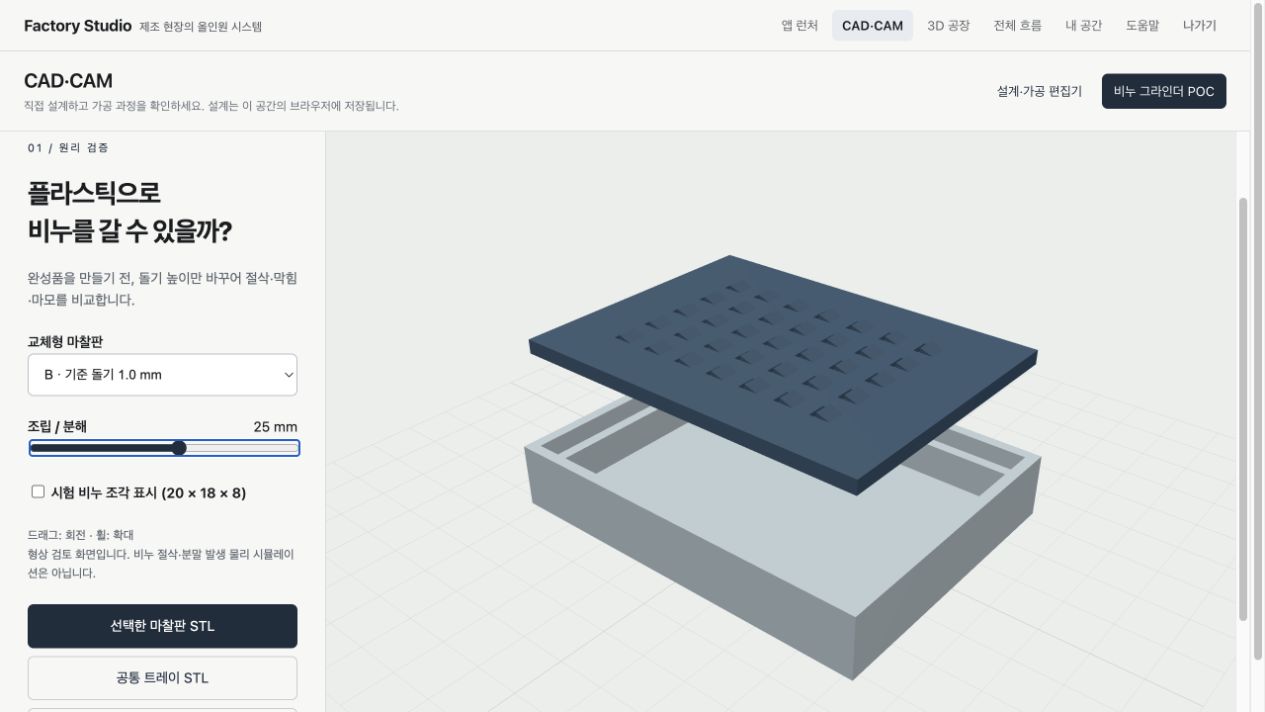 Factory Studio 제조 현장의 올인원 시스템
앱 런처 CAD·CAM 3D 공장 전체 흐름 내 공간 도움말 나가기
CAD·CAM
직접 설계하고 가공 과정을 확인하세요. 설계는 이 공간의 브라우저에 저장됩니다.
설계·가공 편집기 비누 그라인더 POC
01 / 원리 검증
플라스틱으로
비누를 갈 수 있을까?
완성품을 만들기 전, 돌기 높이만 바꾸어 절삭·막힘
·마모를 비교합니다.
교체형 마찰판
B · 기준 돌기 1.0 mm
조립 / 분해 25 mm
시험 비누 조각 표시 (20 × 18 × 8)
드래그: 회전 · 휠: 확대
형상 검토 화면입니다. 비누 절삭·분말 발생 물리 시뮬레이
션은 아닙니다.
선택한 마찰판 STL
공통 트레이 STL